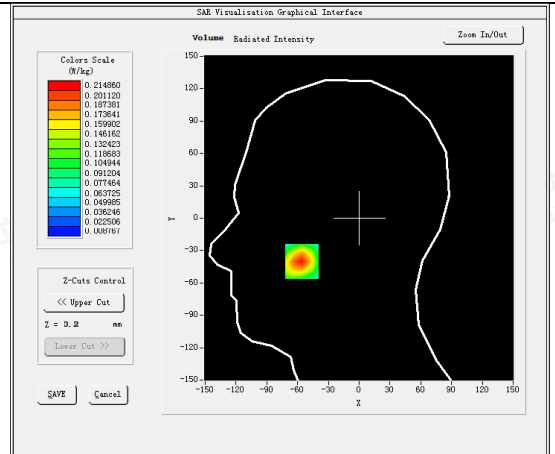 SAR Visualisation Graphical Interface
Volume Radiated Intensity
Zoom In/Out
Colors Scale
(W/kg)
0.214860
0.201120
0.187381
0.173641
0.159902
0.146162
0.132423
0.118683
0.104944
0.091204
0.077464
0.063725
0.049985
0.036246
0.022506
0.008767
Z-Cuts Control
<< Upper Cut
Z = 0.2 mm
Lower Cut >>
SAVE Cancel
150
120
90
60
30
0
-30
-60
-90
-120
-150
Y
-150 -120 -90 -60 -30 0 30 60 90 120 150
X